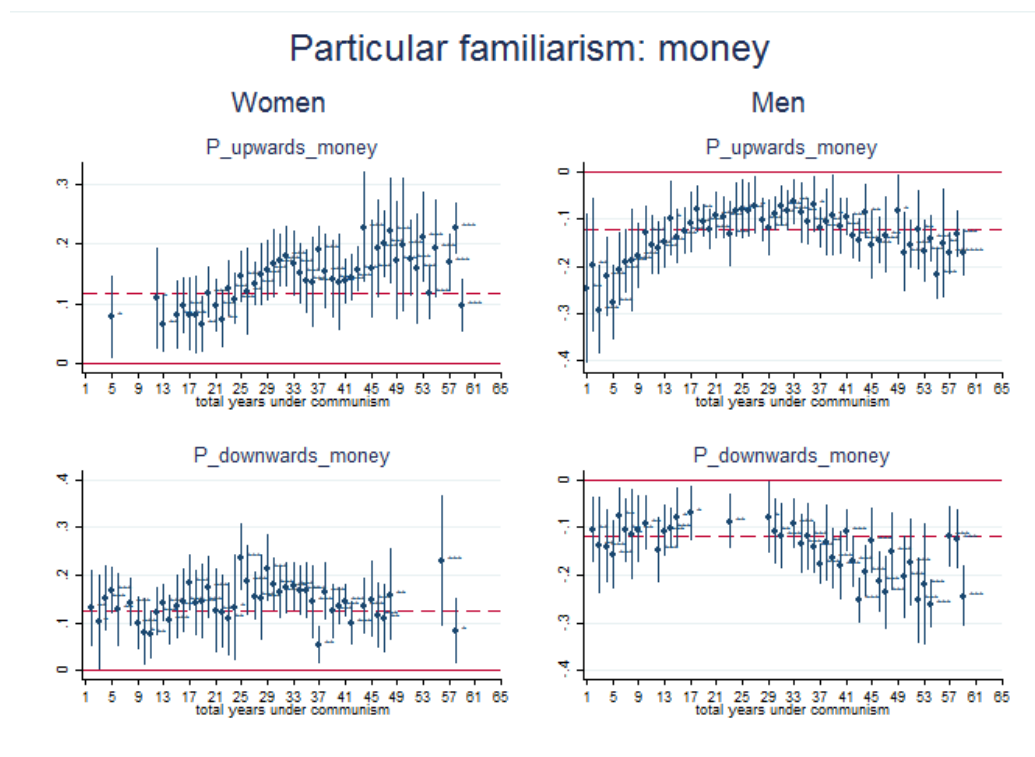 Particular familiarism: money
Women
Men
P_upwards_money
P_upwards_money
.3
.2
.1
0
1 5 9 13 17 21 25 29 33 37 41 45 49 53 57 61 65
total years under communism
0
-.1
-.2
-.3
-.4
1 5 9 13 17 21 25 29 33 37 41 45 49 53 57 61 65
total years under communism
P_downwards_money
P_downwards_money
.4
.3
.2
.1
0
1 5 9 13 17 21 25 29 33 37 41 45 49 53 57 61 65
total years under communism
0
-.1
-.2
-.3
-.4
1 5 9 13 17 21 25 29 33 37 41 45 49 53 57 61 65
total years under communism